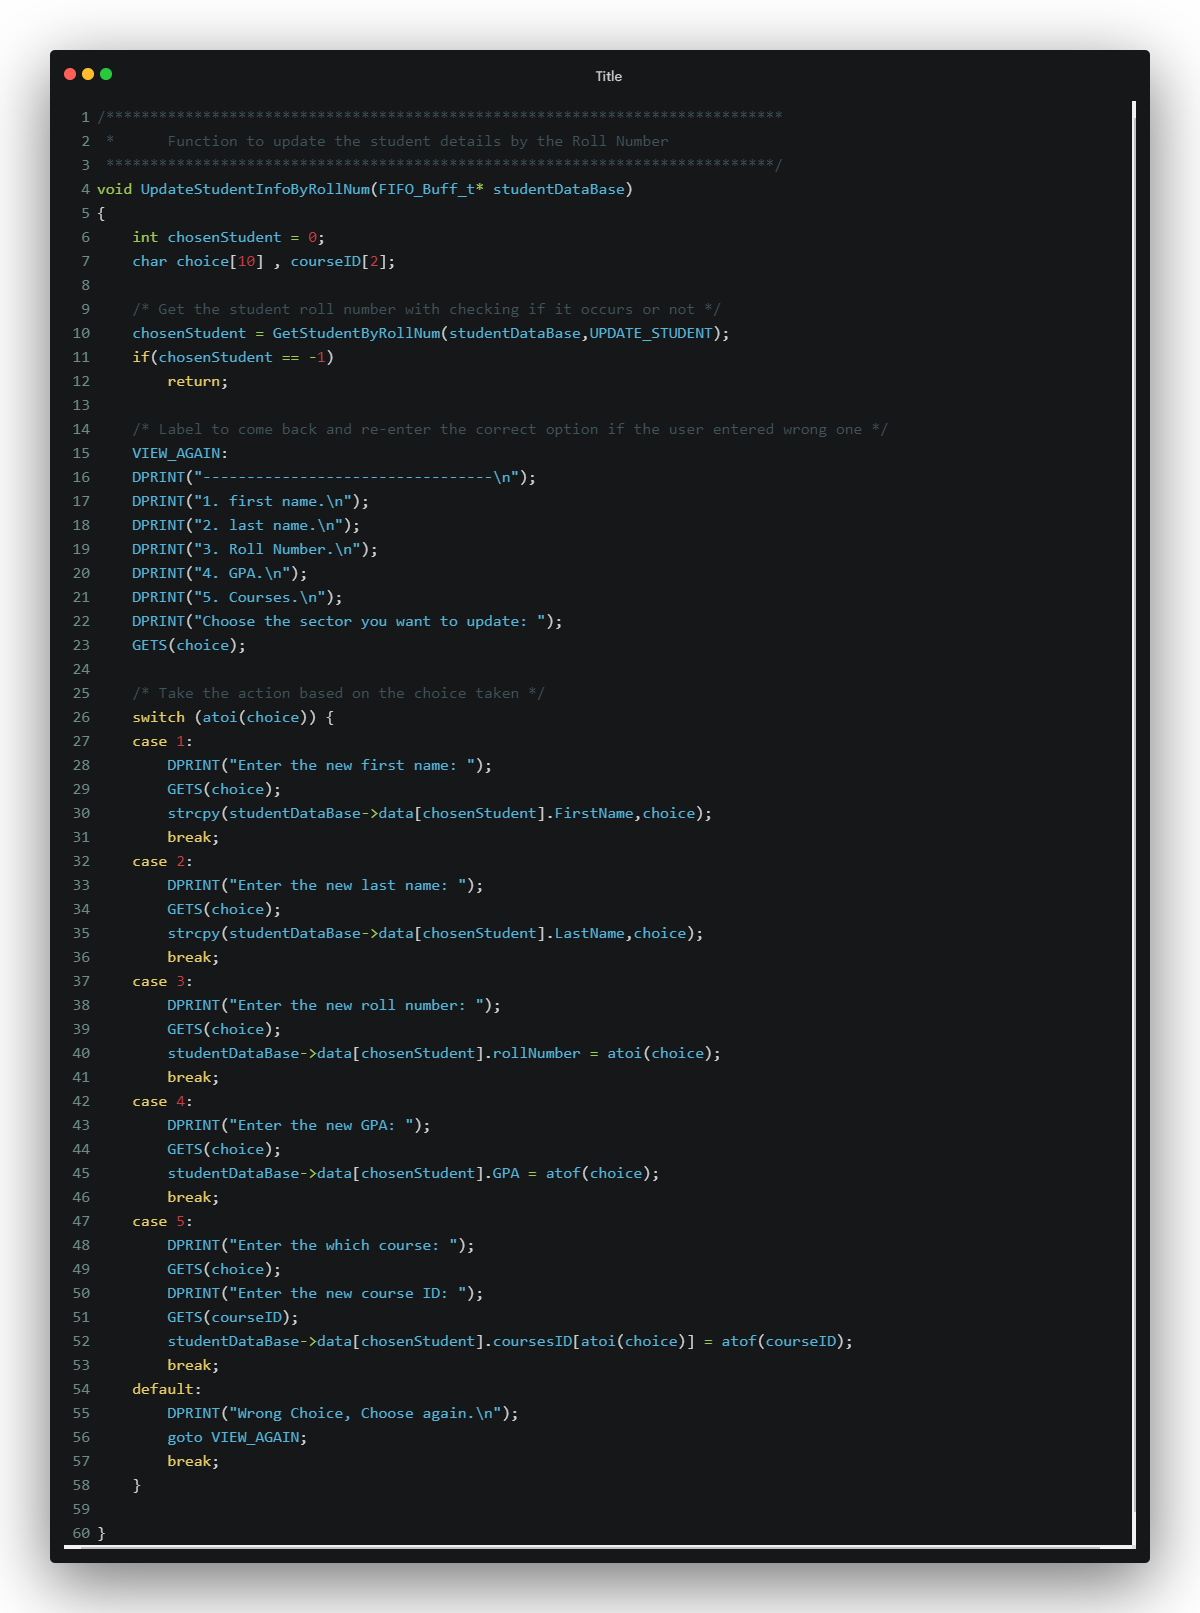 Title
1 /*****************************************************************************
2  *      Function to update the student details by the Roll Number
3  ****************************************************************************/
4 void UpdateStudentInfoByRollNum(FIFO_Buff_t* studentDataBase)
5 {
6     int chosenStudent = 0;
7     char choice[10] , courseID[2];
8
9     /* Get the student roll number with checking if it occurs or not */
10     chosenStudent = GetStudentByRollNum(studentDataBase,UPDATE_STUDENT);
11     if(chosenStudent == -1)
12         return;
13
14     /* Label to come back and re-enter the correct option if the user entered wrong one */
15     VIEW_AGAIN:
16     DPRINT("---------------------------------\n");
17     DPRINT("1. first name.\n");
18     DPRINT("2. last name.\n");
19     DPRINT("3. Roll Number.\n");
20     DPRINT("4. GPA.\n");
21     DPRINT("5. Courses.\n");
22     DPRINT("Choose the sector you want to update: ");
23     GETS(choice);
24
25     /* Take the action based on the choice taken */
26     switch (atoi(choice)) {
27     case 1:
28         DPRINT("Enter the new first name: ");
29         GETS(choice);
30         strcpy(studentDataBase->data[chosenStudent].FirstName,choice);
31         break;
32     case 2:
33         DPRINT("Enter the new last name: ");
34         GETS(choice);
35         strcpy(studentDataBase->data[chosenStudent].LastName,choice);
36         break;
37     case 3:
38         DPRINT("Enter the new roll number: ");
39         GETS(choice);
40         studentDataBase->data[chosenStudent].rollNumber = atoi(choice);
41         break;
42     case 4:
43         DPRINT("Enter the new GPA: ");
44         GETS(choice);
45         studentDataBase->data[chosenStudent].GPA = atof(choice);
46         break;
47     case 5:
48         DPRINT("Enter the which course: ");
49         GETS(choice);
50         DPRINT("Enter the new course ID: ");
51         GETS(courseID);
52         studentDataBase->data[chosenStudent].coursesID[atoi(choice)] = atof(courseID);
53         break;
54     default:
55         DPRINT("Wrong Choice, Choose again.\n");
56         goto VIEW_AGAIN;
57         break;
58     }
59
60 }